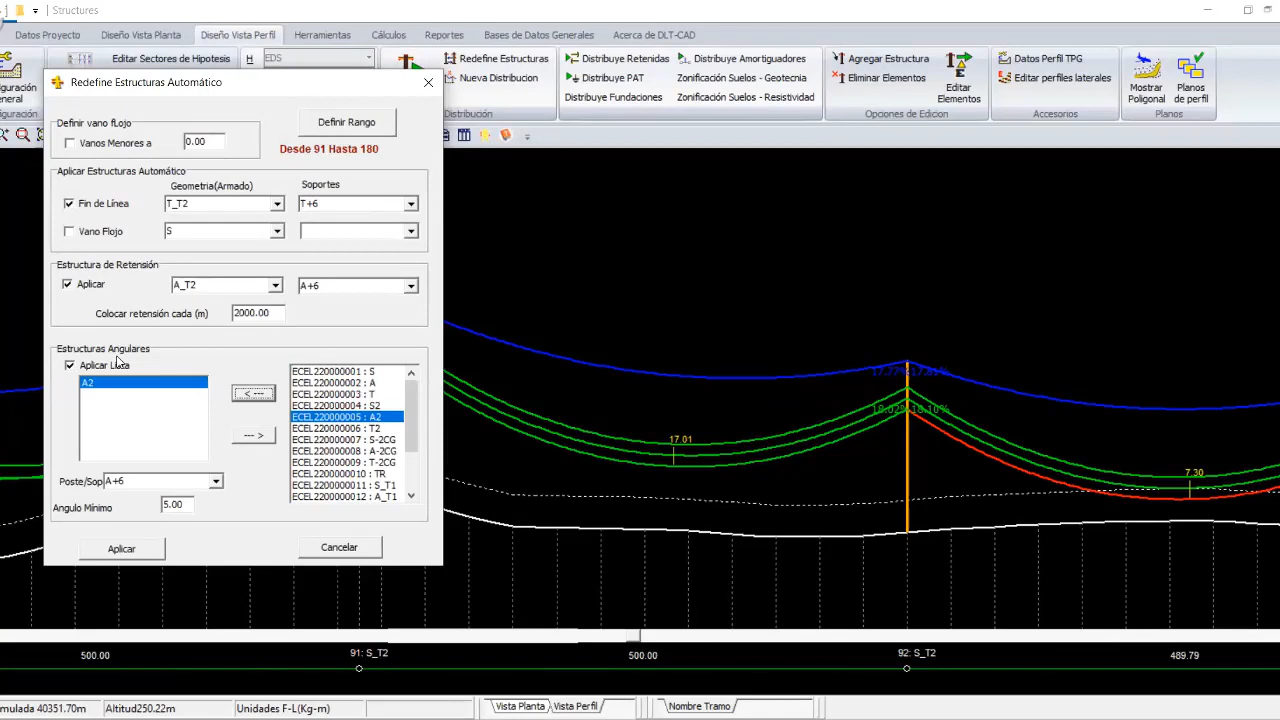 Structures
Datos Proyecto
Diseño Vista Planta
Diseño Vista Perfil
Herramientas
Cálculos
Reportes
Bases de Datos Generales
Acerca de DLT-CAD
Editar Sectores de Hipotesis
H
EDS
Redefine Estructuras
Nueva Distribucion
Distribución
Distribuye Retenidas
Distribuye PAT
Distribuye Fundaciones
Distribuye Amortiguadores
Zonificación Suelos - Geotecnia
Zonificación Suelos - Resistividad
Agregar Estructura
Eliminar Elementos
Editar
Elementos
Opciones de Edicion
Datos Perfil TPG
Editar perfiles laterales
Accesorios
Mostrar
Poligonal
Planos
de perfil
Planos
Redefine Estructuras Automático
Definir vano flojo
Vanos Menores a
0.00
Definir Rango
Desde 91 Hasta 180
Aplicar Estructuras Automático
Geometria(Armado)
Soportes
Fin de Línea
T_T2
T+6
Vano Flojo
S
Estructura de Retensión
Aplicar
A_T2
A+6
Colocar retensión cada (m)
2000.00
Estructuras Angulares
A2
< ---
--- >
ECEL220000001 : S
ECEL220000002 : A
ECEL220000003 : T
ECEL220000004 : S2
ECEL220000005 : A2
ECEL220000006 : T2
ECEL220000007 : S-2CG
ECEL220000008 : A-2CG
ECEL220000009 : T-2CG
ECEL220000010 : TR
ECEL220000011 : S_T1
ECEL220000012 : A_T1
Poste/Sop
A+6
Angulo Minimo
5.00
Aplicar
Cancelar
17.01
7.30
500.00
91: S_T2
500.00
92: S_T2
489.79
mulada 40351.70m
Altitud250.22m
Unidades F-L(Kg-m)
Vista Planta
Vista Perfil
Nombre Tramo